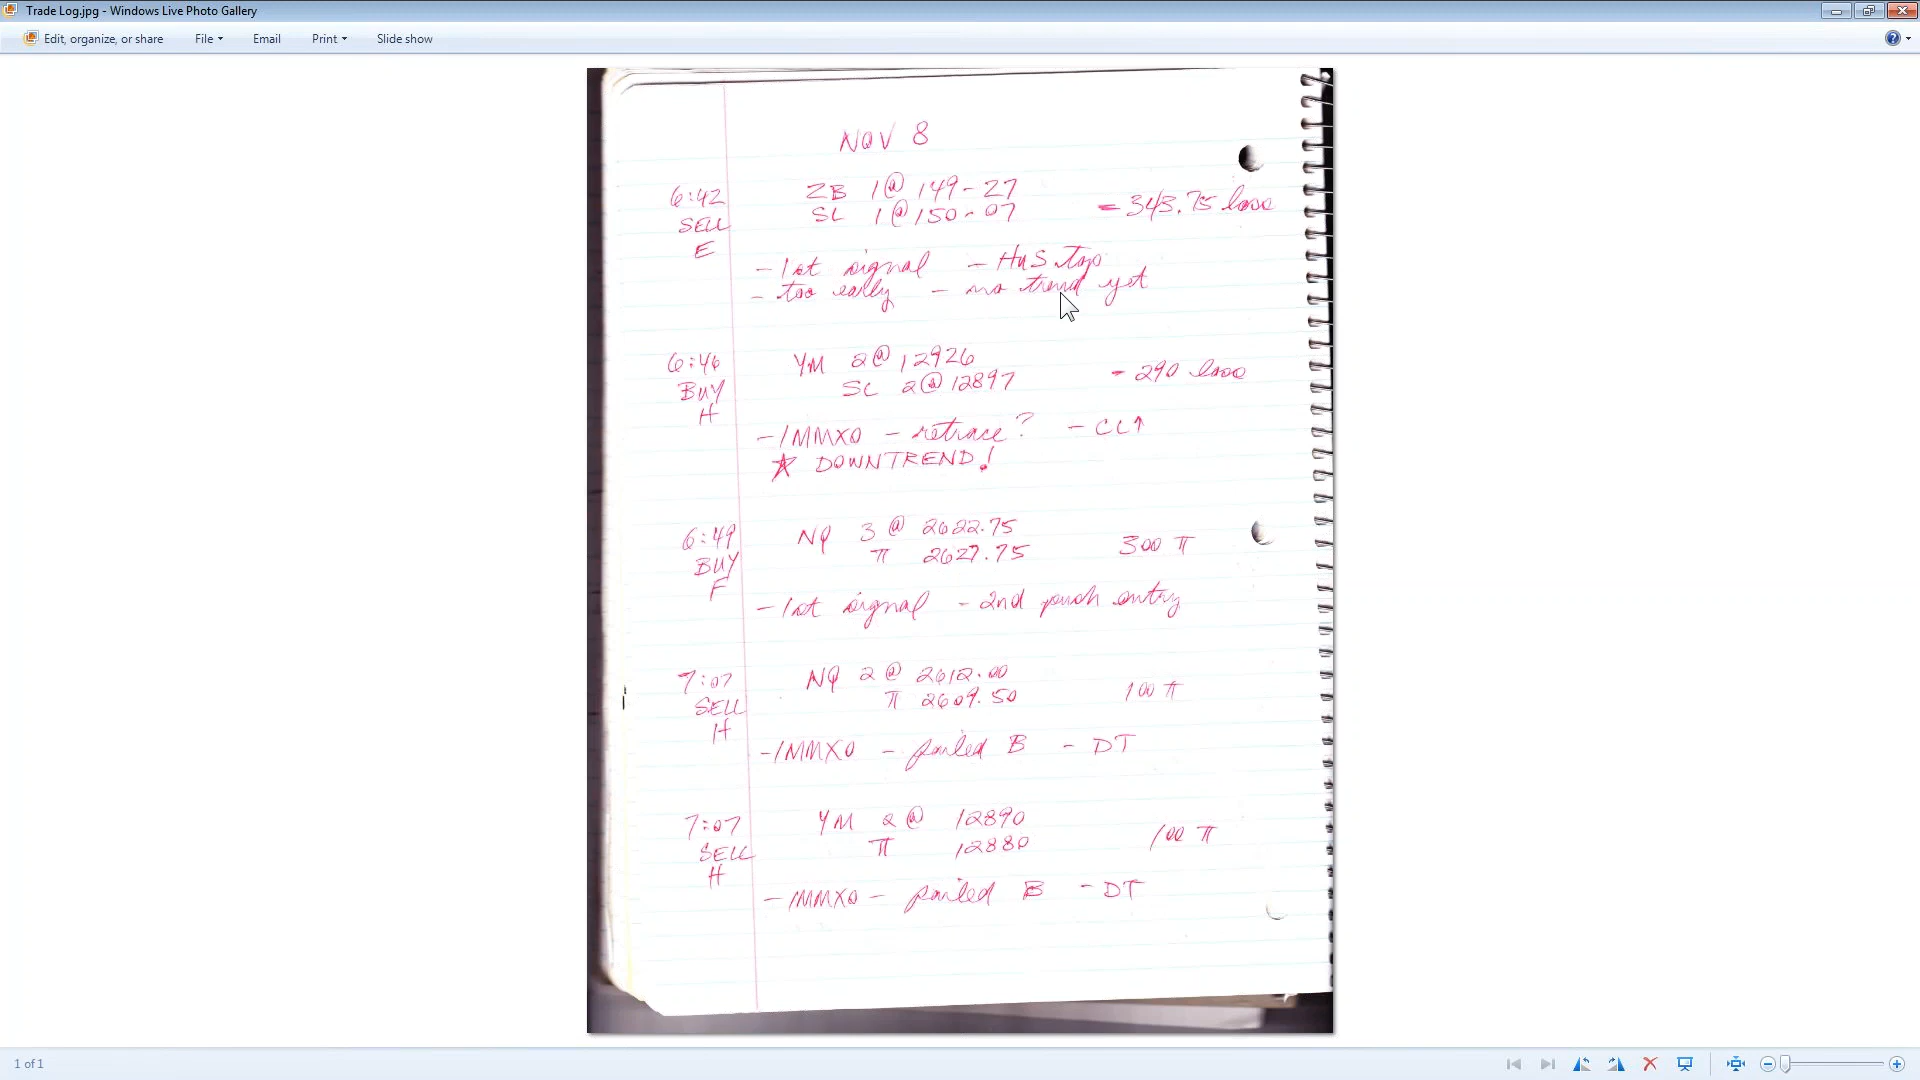 Trade Log.jpg - Windows Live Photo Gallery
Edit, organize, or share File Email Print Slide show
NOV 8
6:42 ZB 1@ 149-27
SELL SL 1@ 150-07 = 343.75 loss
E
- 1st signal - HnS top
- too early - no trend yet
6:46 YM 2@ 12926
BUY SL 2@ 12897 - 290 loss
H
- 1MMXO - retrace? - CL↑
★ DOWNTREND!
6:49 NQ 3 @ 2622.75
BUY π 2627.75 300 π
F
- 1st signal - 2nd push entry
7:07 NQ 2 @ 2612.00
SELL π 2609.50 100 π
H
- 1MMXO - failed B - DT
7:07 YM 2 @ 12890
SELL π 12880 100 π
H
- 1MMXO - failed B - DT
1 of 1